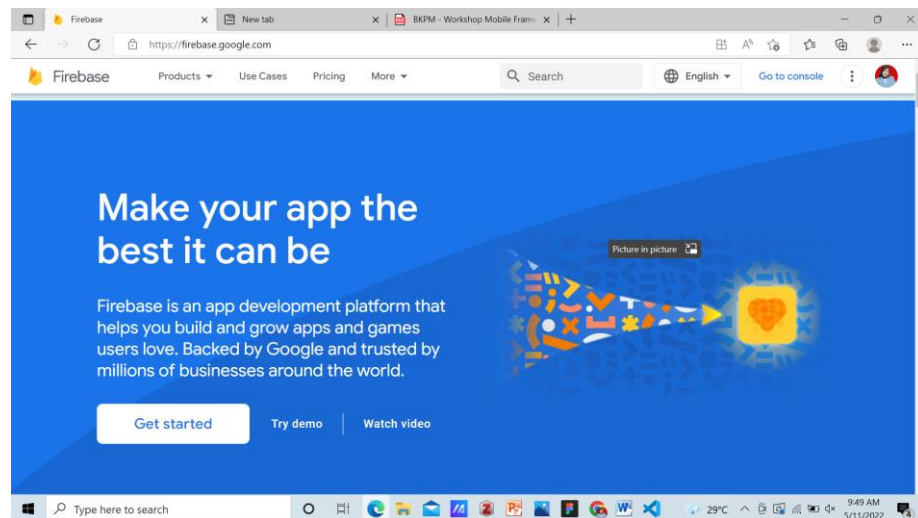 Firebase
New tab
BKPM - Workshop Mobile Frame
https://firebase.google.com
Firebase
Products
Use Cases
Pricing
More
Search
English
Go to console
Make your app the
best it can be
Picture in picture
Firebase is an app development platform that
helps you build and grow apps and games
users love. Backed by Google and trusted by
millions of businesses around the world.
Get started
Try demo
Watch video
Type here to search
29°C
9:49 AM
5/11/2022